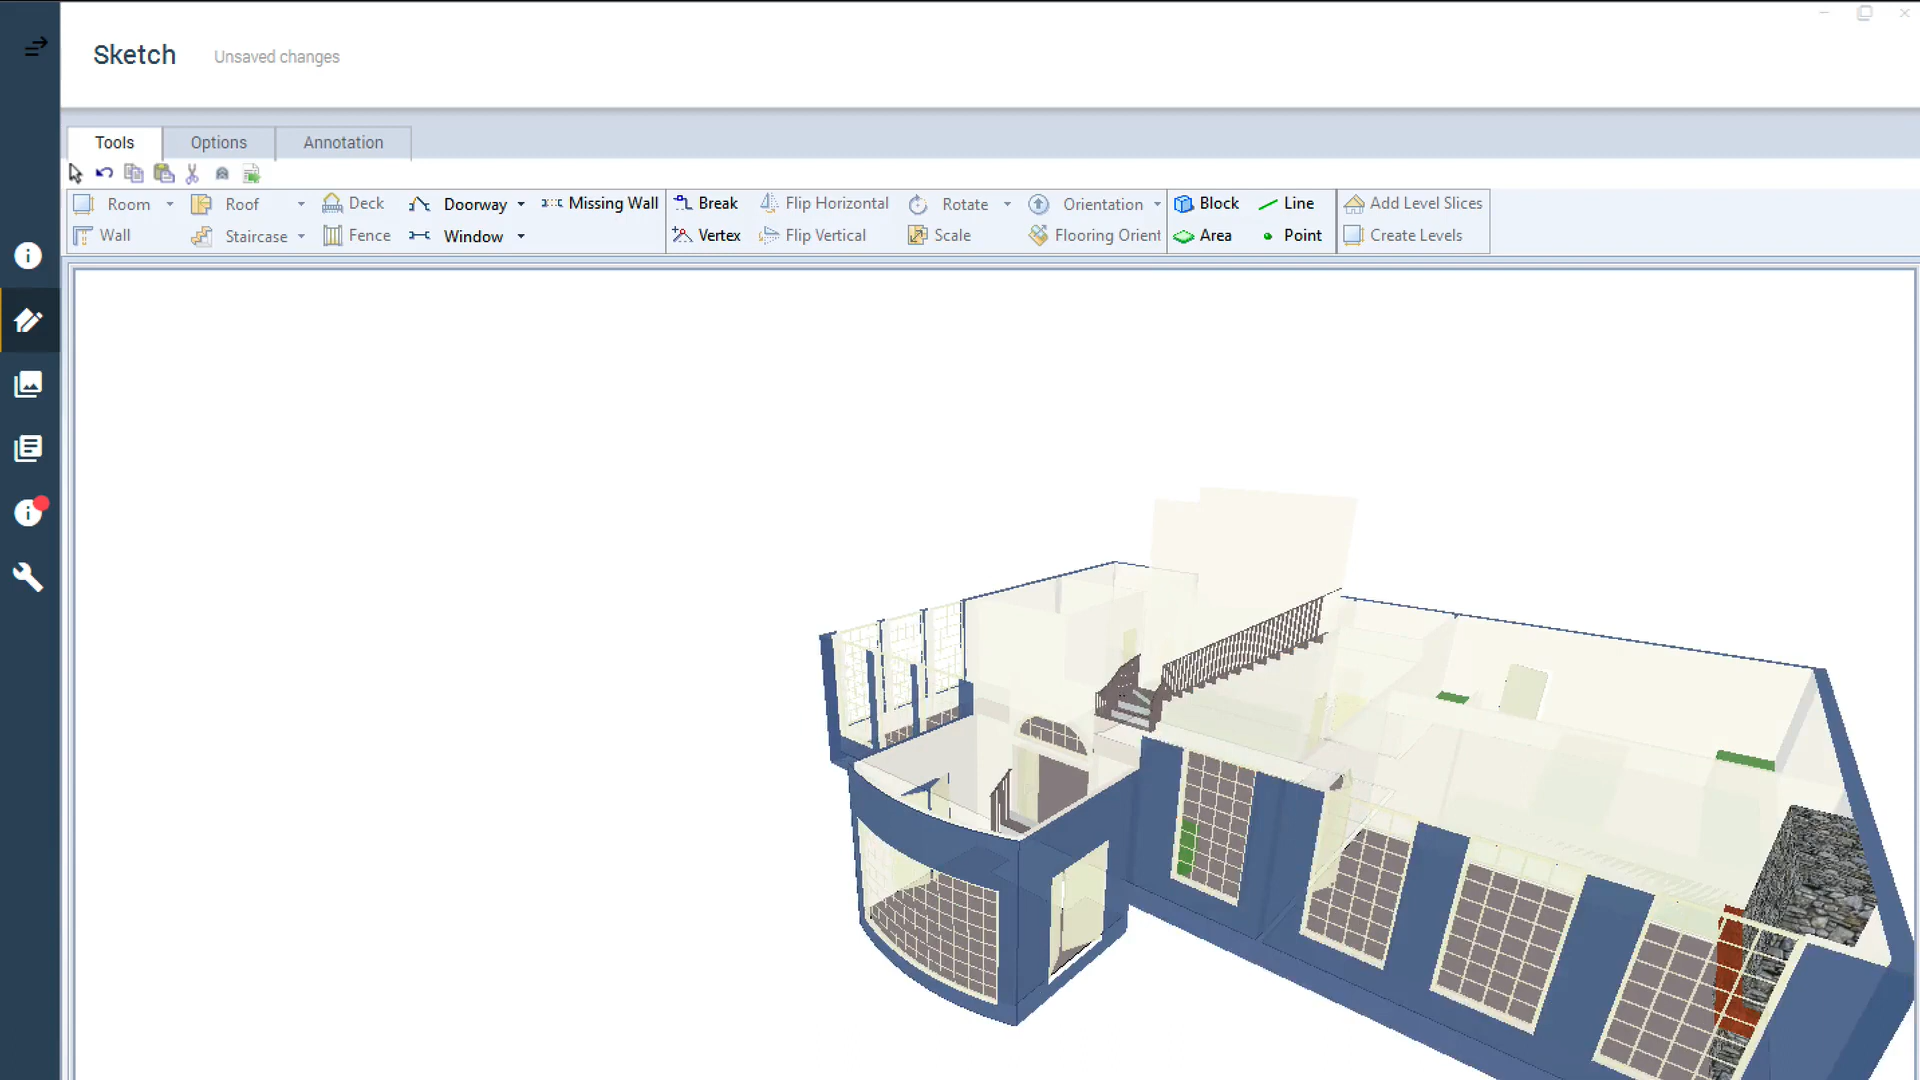 Sketch Unsaved changes
Tools Options Annotation
Room Roof Deck Doorway Missing Wall Break Flip Horizontal Rotate Orientation Block Line Add Level Slices
Wall Staircase Fence Window Vertex Flip Vertical Scale Flooring Orient Area Point Create Levels